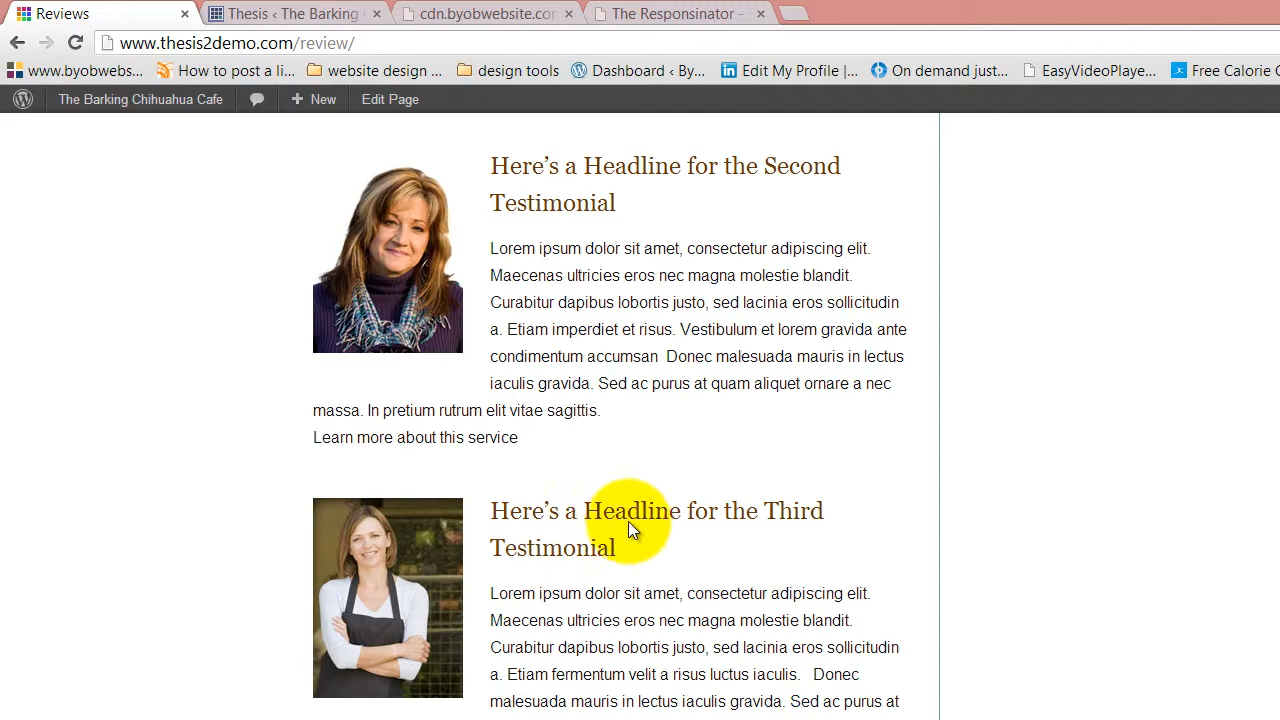 Reviews
Thesis ‹ The Barking
cdn.byobwebsite.cor
The Responsinator –
www.thesis2demo.com/review/
www.byobwebs...
How to post a li...
website design ...
design tools
Dashboard ‹ By...
Edit My Profile |...
On demand just...
EasyVideoPlaye...
Free Calorie C
The Barking Chihuahua Cafe
New
Edit Page
Here’s a Headline for the Second
Testimonial
Lorem ipsum dolor sit amet, consectetur adipiscing elit.
Maecenas ultricies eros nec magna molestie blandit.
Curabitur dapibus lobortis justo, sed lacinia eros sollicitudin
a. Etiam imperdiet et risus. Vestibulum et lorem gravida ante
condimentum accumsan  Donec malesuada mauris in lectus
iaculis gravida. Sed ac purus at quam aliquet ornare a nec
massa. In pretium rutrum elit vitae sagittis.
Learn more about this service
Here’s a Headline for the Third
Testimonial
Lorem ipsum dolor sit amet, consectetur adipiscing elit.
Maecenas ultricies eros nec magna molestie blandit.
Curabitur dapibus lobortis justo, sed lacinia eros sollicitudin
a. Etiam fermentum velit a risus luctus iaculis.   Donec
malesuada mauris in lectus iaculis gravida. Sed ac purus at